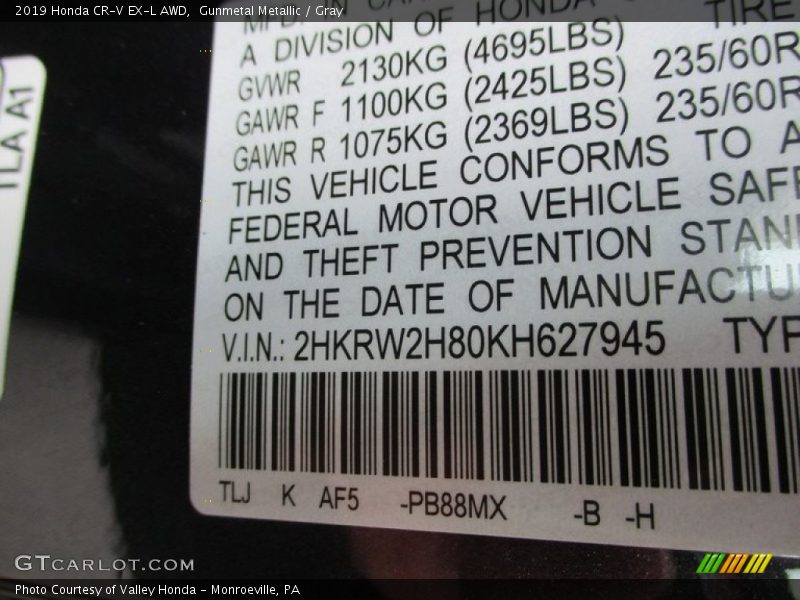 2019 Honda CR-V EX-L AWD,  Gunmetal Metallic / Gray
TLA A1
A DIVISION OF HONDA
TIRE
GVWR 2130KG (4695LBS)
GAWR F 1100KG (2425LBS) 235/60R
GAWR R 1075KG (2369LBS) 235/60R
THIS VEHICLE CONFORMS TO A
FEDERAL MOTOR VEHICLE SAFE
AND THEFT PREVENTION STAN
ON THE DATE OF MANUFACTU
V.I.N.: 2HKRW2H80KH627945 TYP
TLJ K AF5 -PB88MX -B -H
GTcarlot.com
Photo Courtesy of Valley Honda - Monroeville, PA